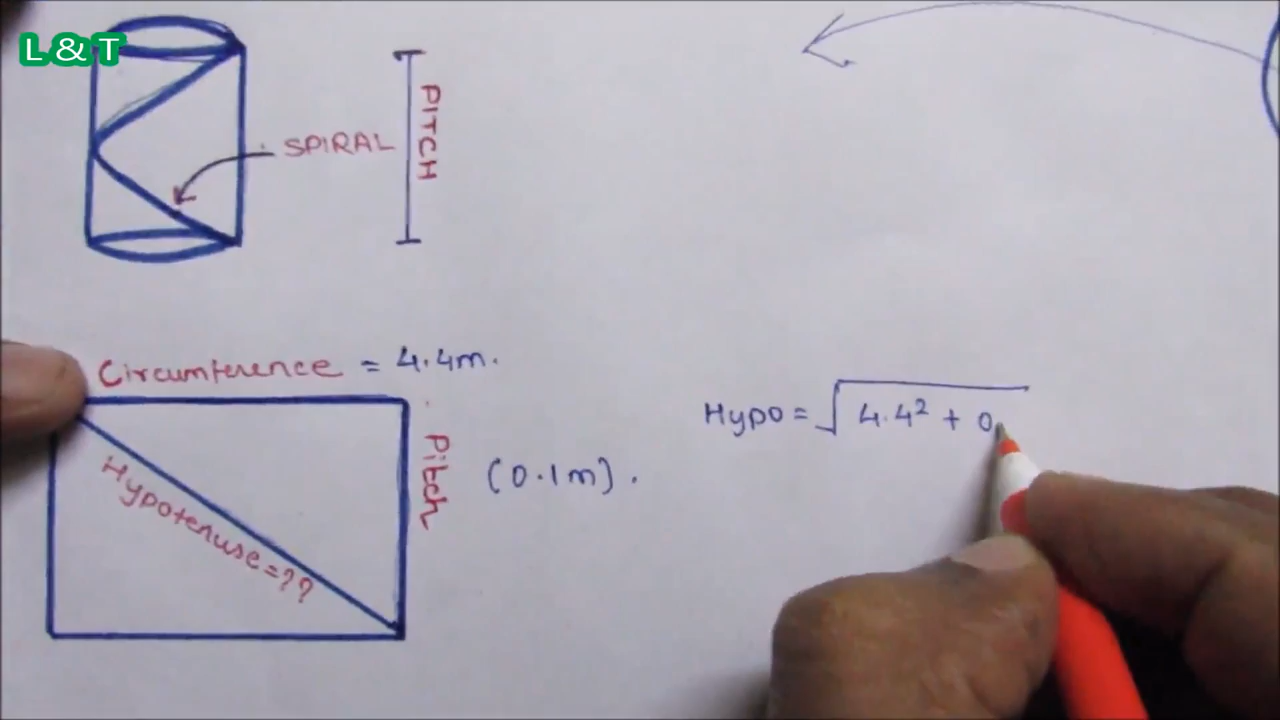 L & T
SPIRAL
PITCH
Circumference = 4.4m.
Hypotenuse=??
Pitch
(0.1m).
Hypo = √4.4² + 0.